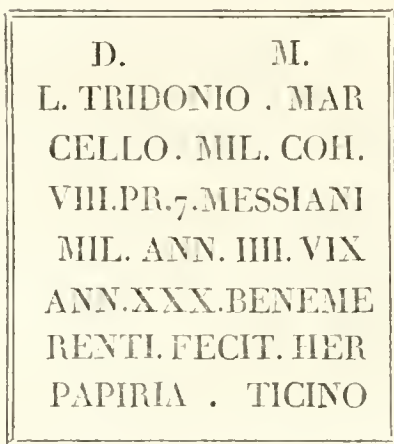 D. M.
L. TRIDONIO . MAR
CELLO. MIL. COH.
VIII.PR.7.MESSIANI
MIL. ANN. IIII. VIX
ANN.XXX.BENEME
RENTI. FECIT. HER
PAPIRIA . TICINO